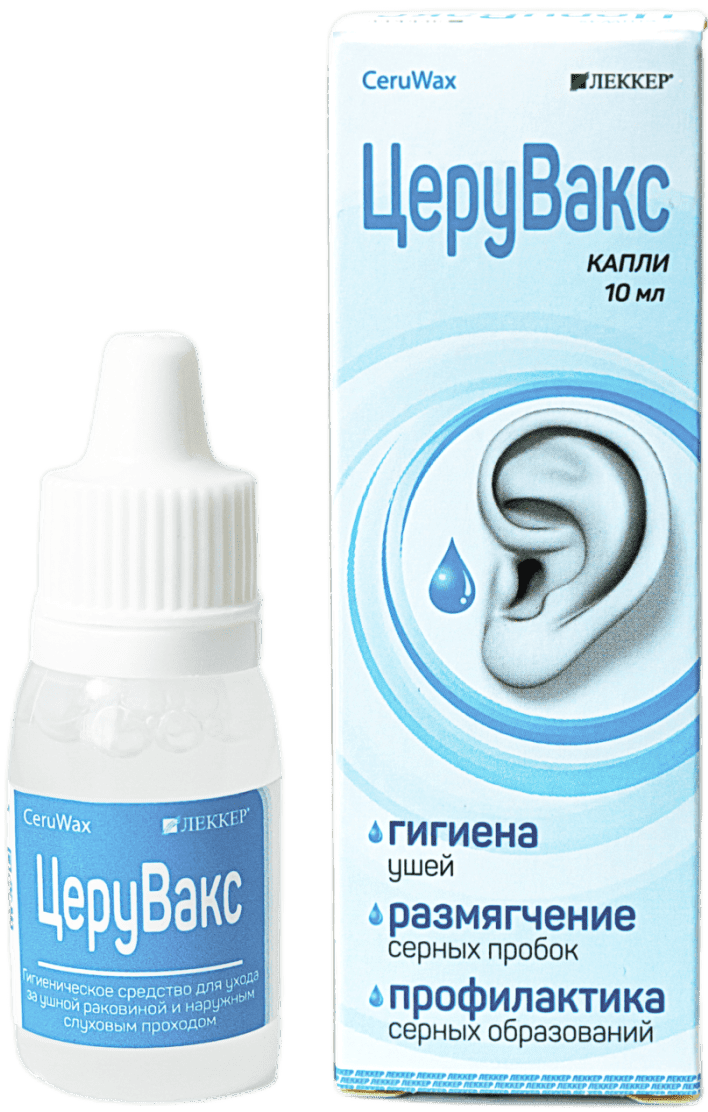 CeruWax
ЛЕККЕР®
ЦеруВакс
КАПЛИ
10 мл
гигиена
ушей
размягчение
серных пробок
профилактика
серных образований
CeruWax
ЛЕККЕР®
ЦеруВакс
Гигиеническое средство для ухода
за ушной раковиной и наружным
слуховым проходом